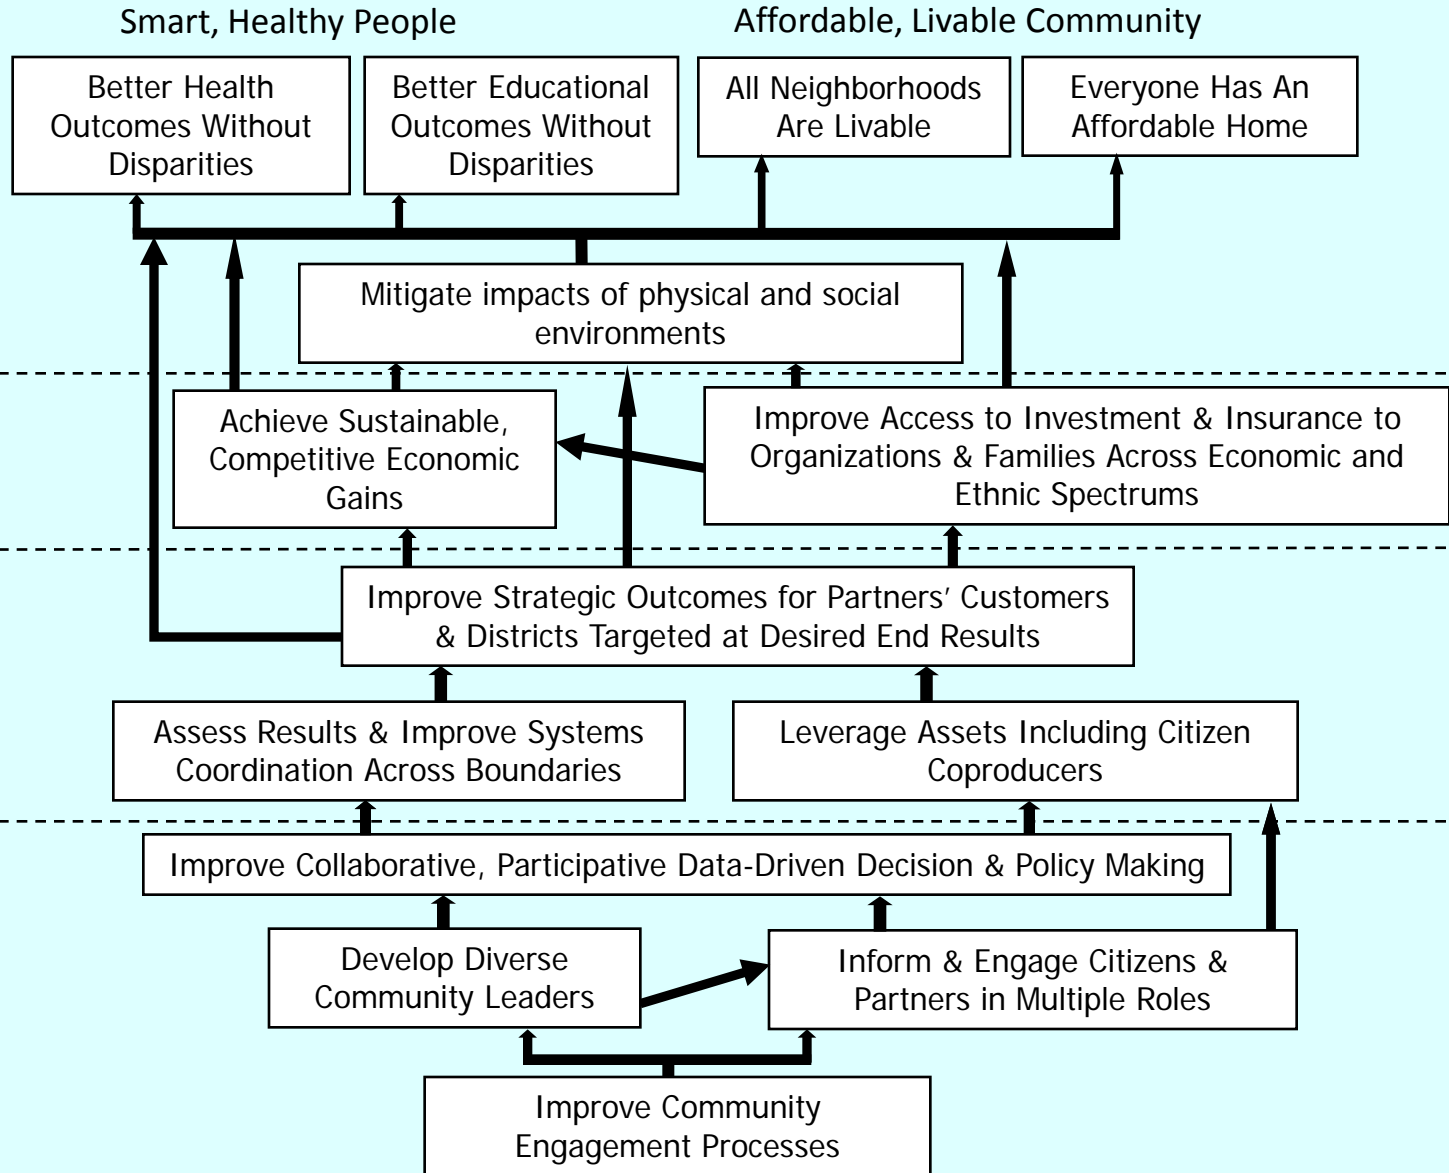 Smart, Healthy People
Affordable, Livable Community
Better Health
Outcomes Without
Disparities
Better Educational
Outcomes Without
Disparities
All Neighborhoods
Are Livable
Everyone Has An
Affordable Home
Mitigate impacts of physical and social
environments
Achieve Sustainable,
Competitive Economic
Gains
Improve Access to Investment & Insurance to
Organizations & Families Across Economic and
Ethnic Spectrums
Improve Strategic Outcomes for Partners’ Customers
& Districts Targeted at Desired End Results
Assess Results & Improve Systems
Coordination Across Boundaries
Leverage Assets Including Citizen
Coproducers
Improve Collaborative, Participative Data-Driven Decision & Policy Making
Develop Diverse
Community Leaders
Inform & Engage Citizens &
Partners in Multiple Roles
Improve Community
Engagement Processes